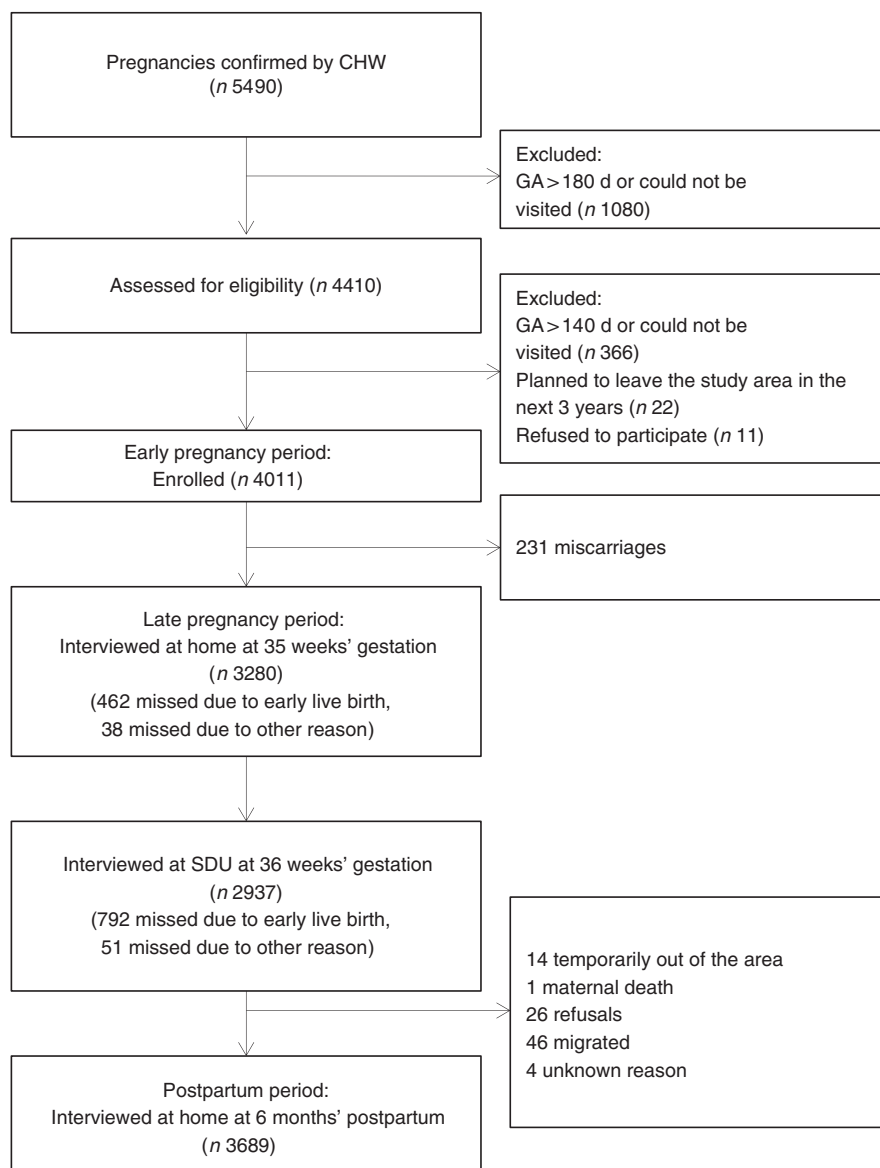 Pregnancies confirmed by CHW
(n 5490)
Excluded:
GA>180 d or could not be
visited (n 1080)
Assessed for eligibility (n 4410)
Excluded:
GA>140 d or could not be
visited (n 366)
Planned to leave the study area in the
next 3 years (n 22)
Refused to participate (n 11)
Early pregnancy period:
Enrolled (n 4011)
231 miscarriages
Late pregnancy period:
Interviewed at home at 35 weeks’ gestation
(n 3280)
(462 missed due to early live birth,
38 missed due to other reason)
Interviewed at SDU at 36 weeks’ gestation
(n 2937)
(792 missed due to early live birth,
51 missed due to other reason)
14 temporarily out of the area
1 maternal death
26 refusals
46 migrated
4 unknown reason
Postpartum period:
Interviewed at home at 6 months’ postpartum
(n 3689)